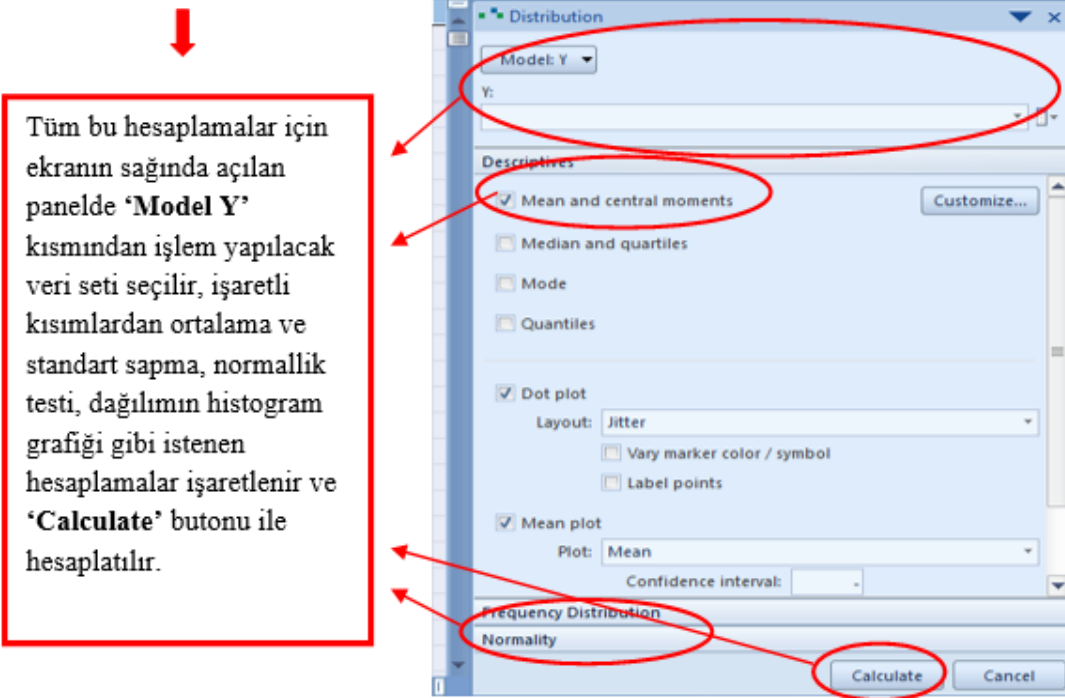 Tüm bu hesaplamalar için
ekranın sağında açılan
panelde ‘Model Y’
kısmından işlem yapılacak
veri seti seçilir, işaretli
kısımlardan ortalama ve
standart sapma, normallik
testi, dağılımın histogram
grafiği gibi istenen
hesaplamalar işaretlenir ve
‘Calculate’ butonu ile
hesaplatılır.
Distribution
Model: Y
Y:
Descriptives
Mean and central moments
Customize...
Median and quartiles
Mode
Quantiles
Dot plot
Layout: Jitter
Vary marker color / symbol
Label points
Mean plot
Plot: Mean
Confidence interval: -
Frequency Distribution
Normality
Calculate Cancel